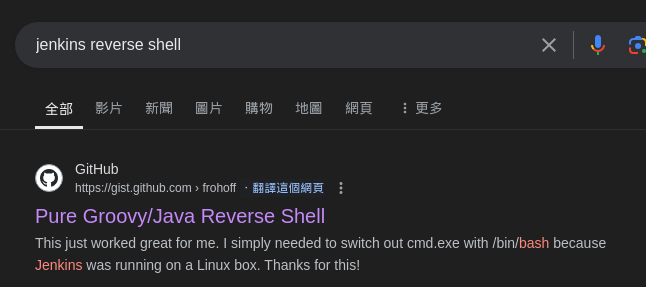 jenkins reverse shell
全部 影片 新聞 圖片 購物 地圖 網頁 更多
GitHub
https://gist.github.com › frohoff · 翻譯這個網頁
Pure Groovy/Java Reverse Shell
This just worked great for me. I simply needed to switch out cmd.exe with /bin/bash because
Jenkins was running on a Linux box. Thanks for this!